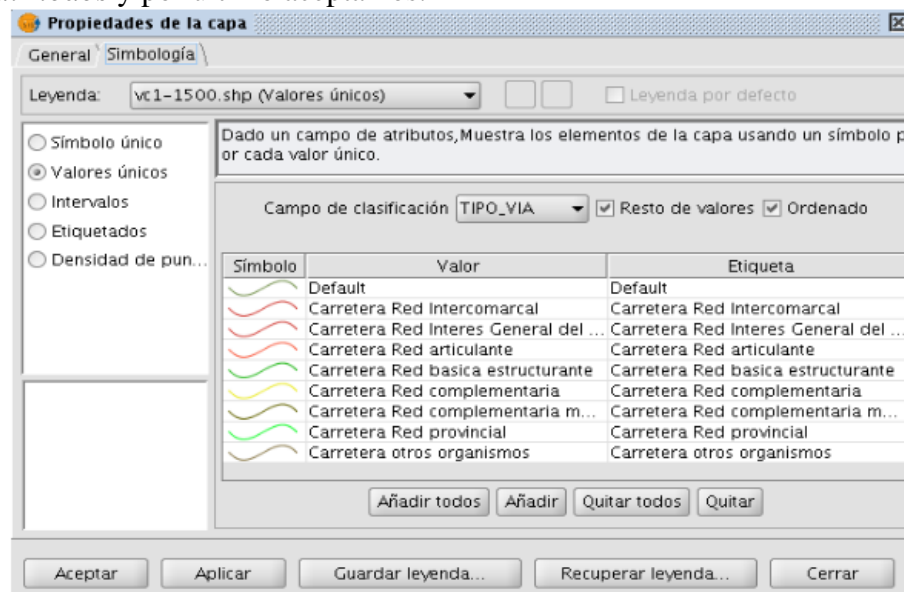 Propiedades de la capa
General Simbología
Leyenda: vc1-1500.shp (Valores únicos) Leyenda por defecto
Símbolo único
Valores únicos
Intervalos
Etiquetados
Densidad de pun...
Dado un campo de atributos,Muestra los elementos de la capa usando un símbolo p
or cada valor único.
Campo de clasificación TIPO_VIA Resto de valores Ordenado
Símbolo Valor Etiqueta
Default Default
Carretera Red Intercomarcal Carretera Red Intercomarcal
Carretera Red Interes General del ... Carretera Red Interes General del ...
Carretera Red articulante Carretera Red articulante
Carretera Red basica estructurante Carretera Red basica estructurante
Carretera Red complementaria Carretera Red complementaria
Carretera Red complementaria m... Carretera Red complementaria m...
Carretera Red provincial Carretera Red provincial
Carretera otros organismos Carretera otros organismos
Añadir todos Añadir Quitar todos Quitar
Aceptar Aplicar Guardar leyenda... Recuperar leyenda... Cerrar